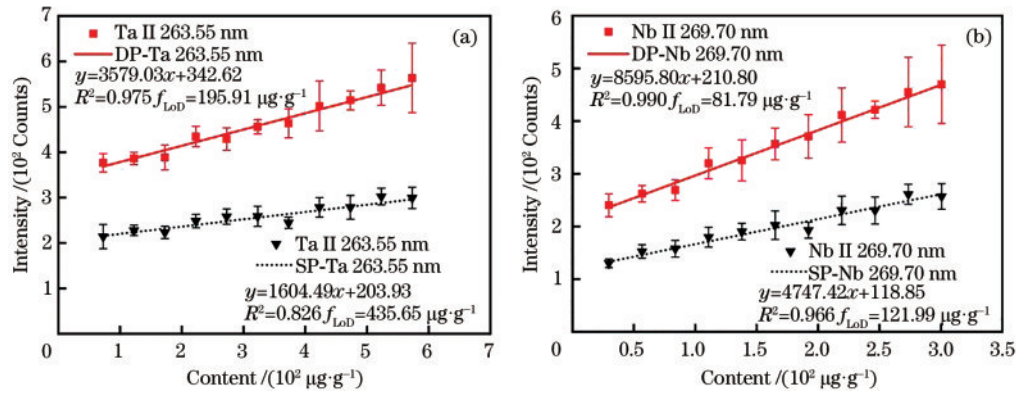 7
6
5
4
3
2
1
0
Intensity /(10² Counts)
Ta II 263.55 nm
(a)
DP-Ta 263.55 nm
y=3579.03x+342.62
R²=0.975 f_LoD=195.91 μg·g⁻¹
Ta II 263.55 nm
SP-Ta 263.55 nm
y=1604.49x+203.93
R²=0.826 f_LoD=435.65 μg·g⁻¹
1 2 3 4 5 6 7
Content /(10² μg·g⁻¹)
6
5
4
3
2
1
0
Intensity /(10² Counts)
Nb II 269.70 nm
(b)
DP-Nb 269.70 nm
y=8595.80x+210.80
R²=0.990 f_LoD=81.79 μg·g⁻¹
Nb II 269.70 nm
SP-Nb 269.70 nm
y=4747.42x+118.85
R²=0.966 f_LoD=121.99 μg·g⁻¹
0.5 1.0 1.5 2.0 2.5 3.0 3.5
Content /(10² μg·g⁻¹)